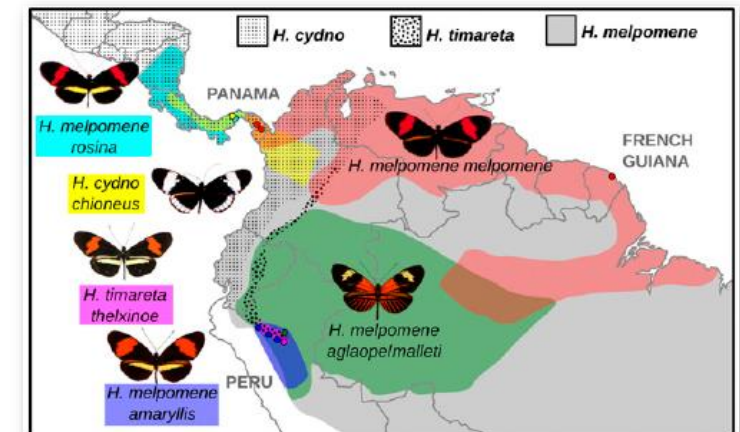 H. cydno
H. timareta
H. melpomene
PANAMA
H. melpomene
rosina
FRENCH
GUIANA
H. melpomene melpomene
H. cydno
chioneus
H. timareta
thelxinoe
H. melpomene
aglaope/malleti
PERU
H. melpomene
amaryllis